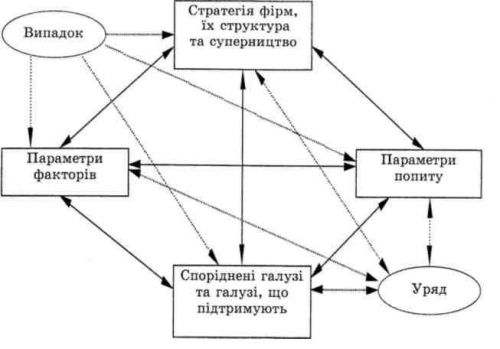 Випадок
Стратегія фірм,
їх структура
та суперництво
Параметри
факторів
Параметри
попиту
Споріднені галузі
та галузі, що
підтримують
Уряд